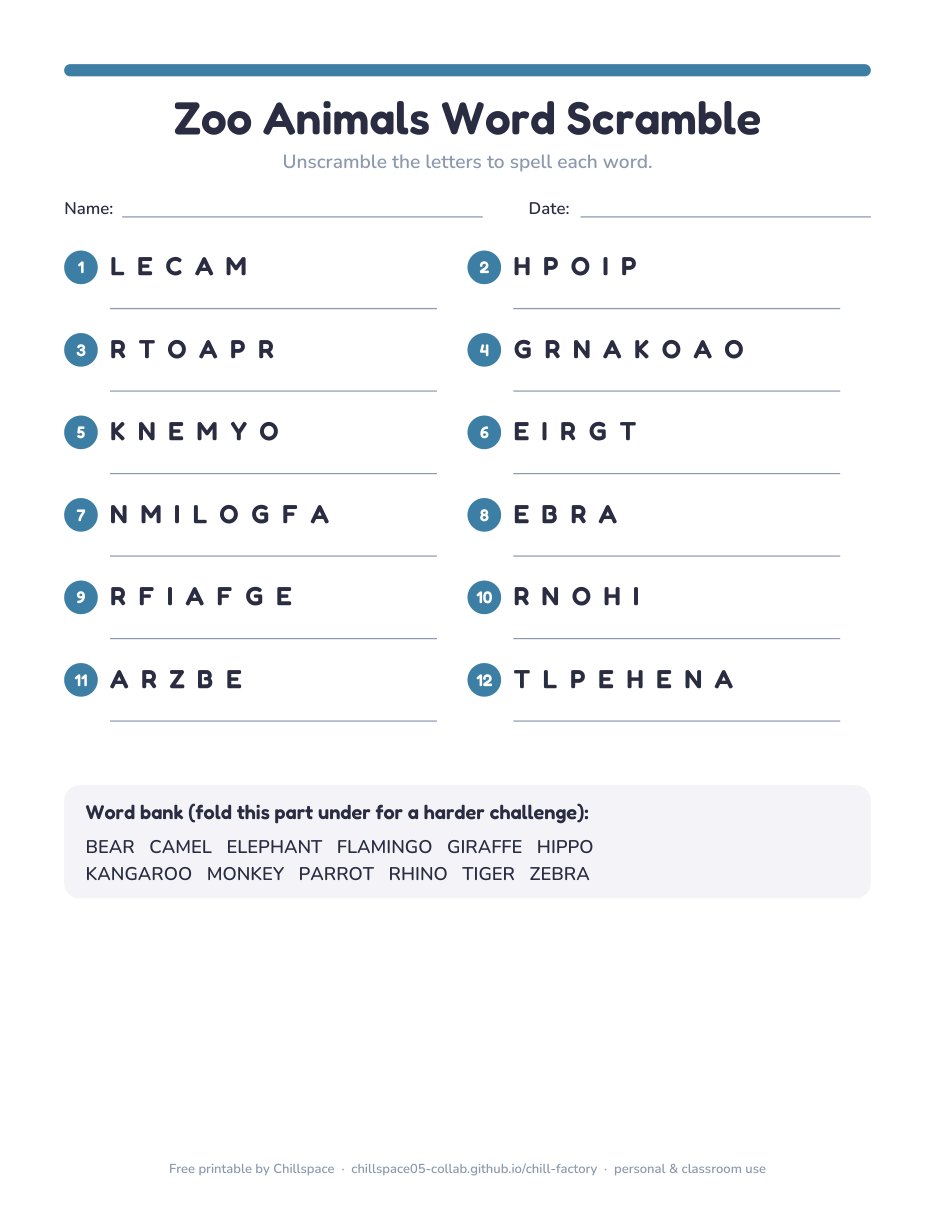 Zoo Animals Word Scramble
Unscramble the letters to spell each word.
Name: Date:
1 L E C A M 2 H P O I P
3 R T O A P R 4 G R N A K O A O
5 K N E M Y O 6 E I R G T
7 N M I L O G F A 8 E B R A
9 R F I A F G E 10 R N O H I
11 A R Z B E 12 T L P E H E N A
Word bank (fold this part under for a harder challenge):
BEAR CAMEL ELEPHANT FLAMINGO GIRAFFE HIPPO
KANGAROO MONKEY PARROT RHINO TIGER ZEBRA
Free printable by Chillspace · chillspace05-collab.github.io/chill-factory · personal & classroom use